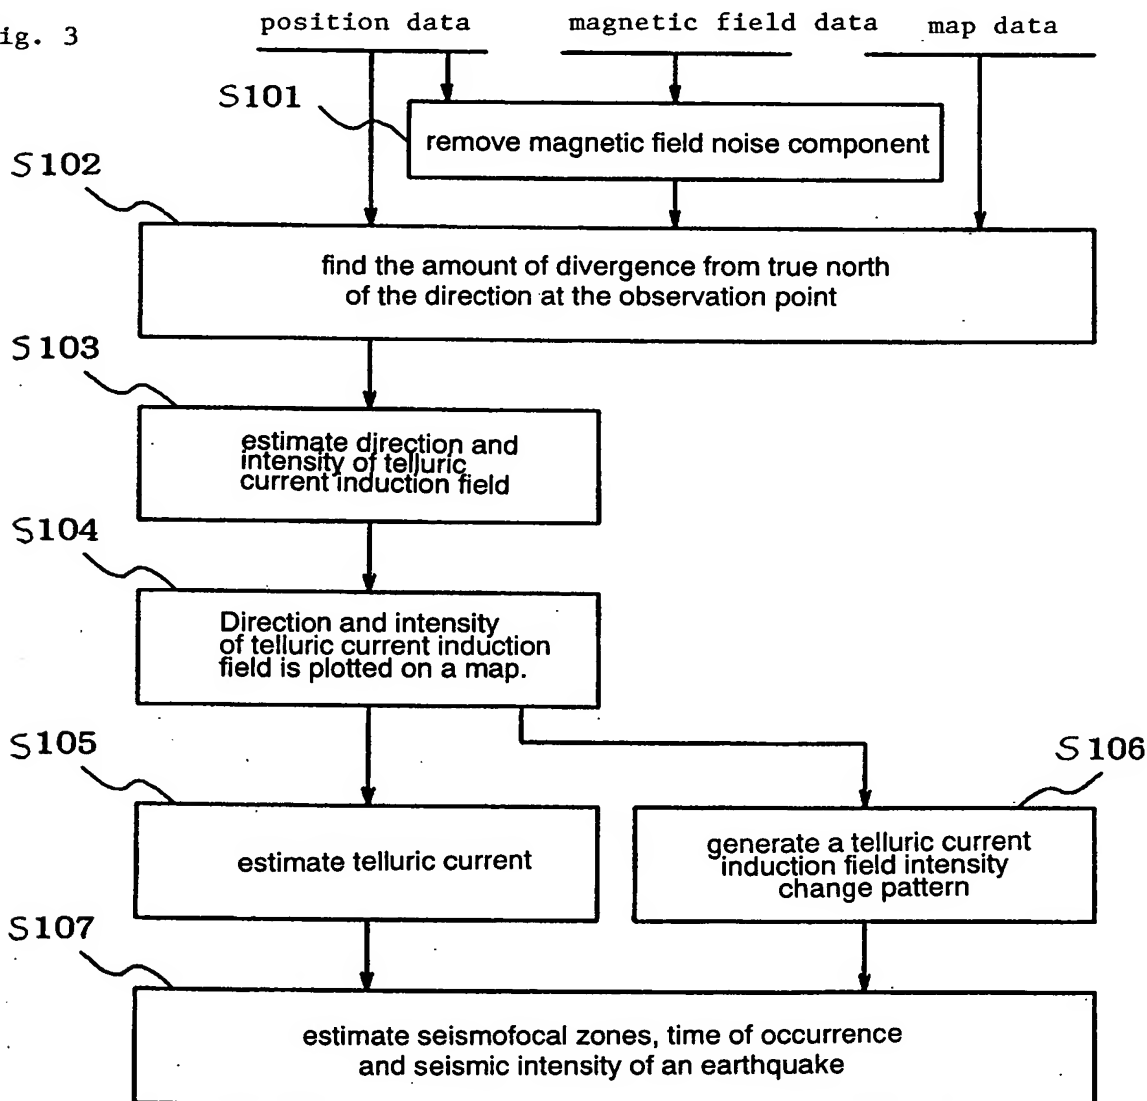 ig. 3
position data
magnetic field data
map data
S101
remove magnetic field noise component
S102
find the amount of divergence from true north
of the direction at the observation point
S103
estimate direction and
intensity of telluric
current induction field
S104
Direction and intensity
of telluric current induction
field is plotted on a map.
S105
estimate telluric current
S106
generate a telluric current
induction field intensity
change pattern
S107
estimate seismofocal zones, time of occurrence
and seismic intensity of an earthquake